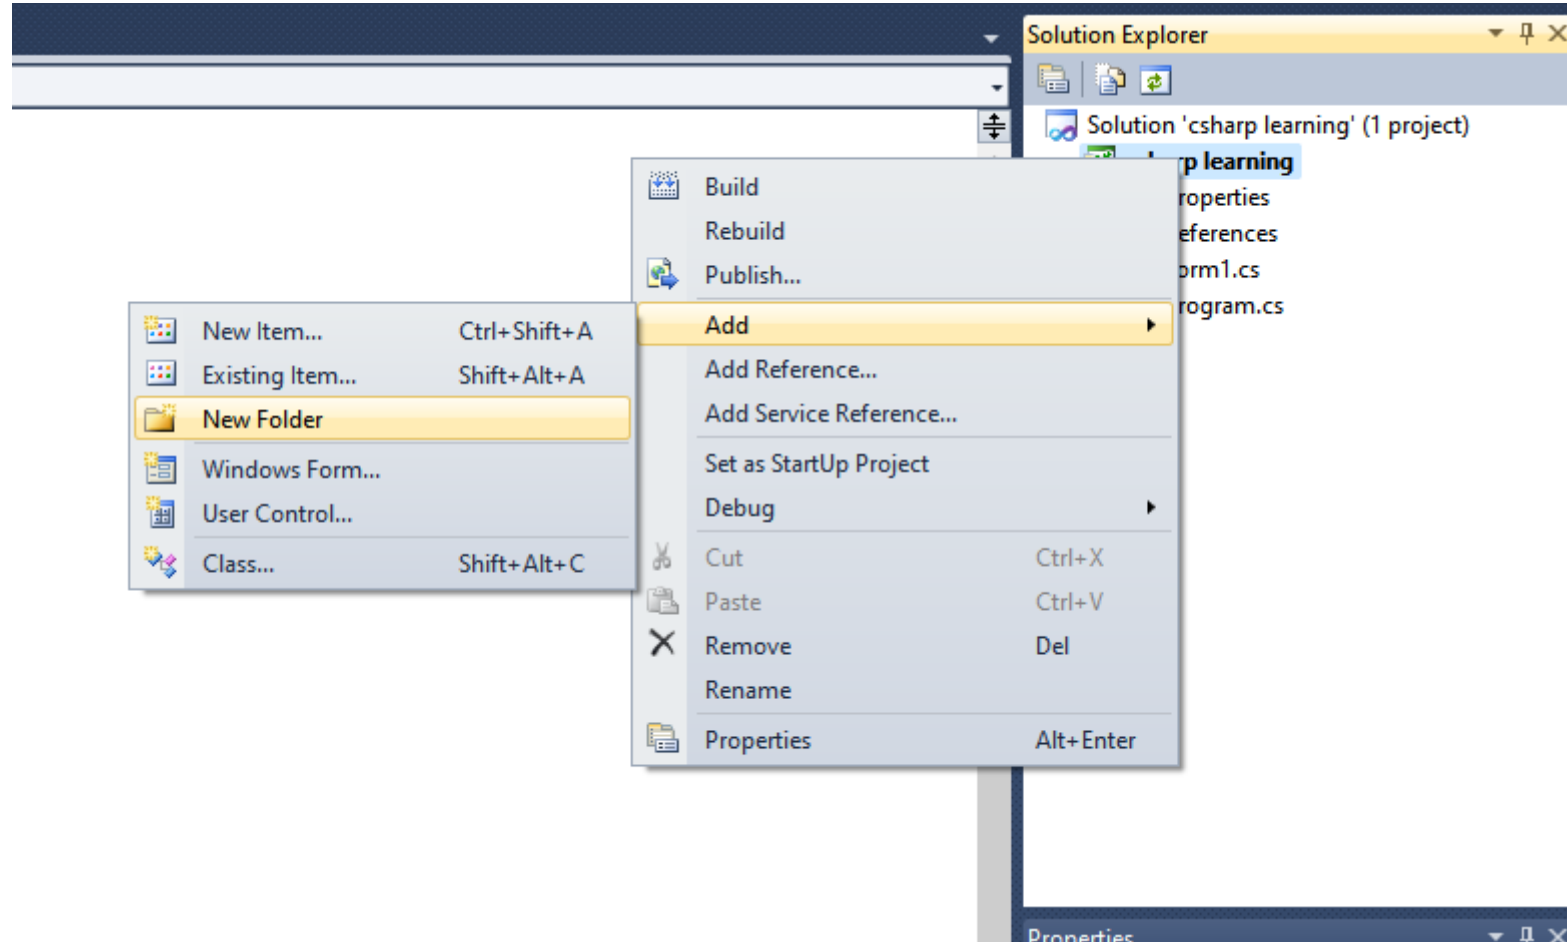 Solution Explorer
Solution 'csharp learning' (1 project)
rp learning
roperties
eferences
orm1.cs
rogram.cs
Build
Rebuild
Publish...
Add
Add Reference...
Add Service Reference...
Set as StartUp Project
Debug
Cut Ctrl+X
Paste Ctrl+V
Remove Del
Rename
Properties Alt+Enter
New Item... Ctrl+Shift+A
Existing Item... Shift+Alt+A
New Folder
Windows Form...
User Control...
Class... Shift+Alt+C
Properties